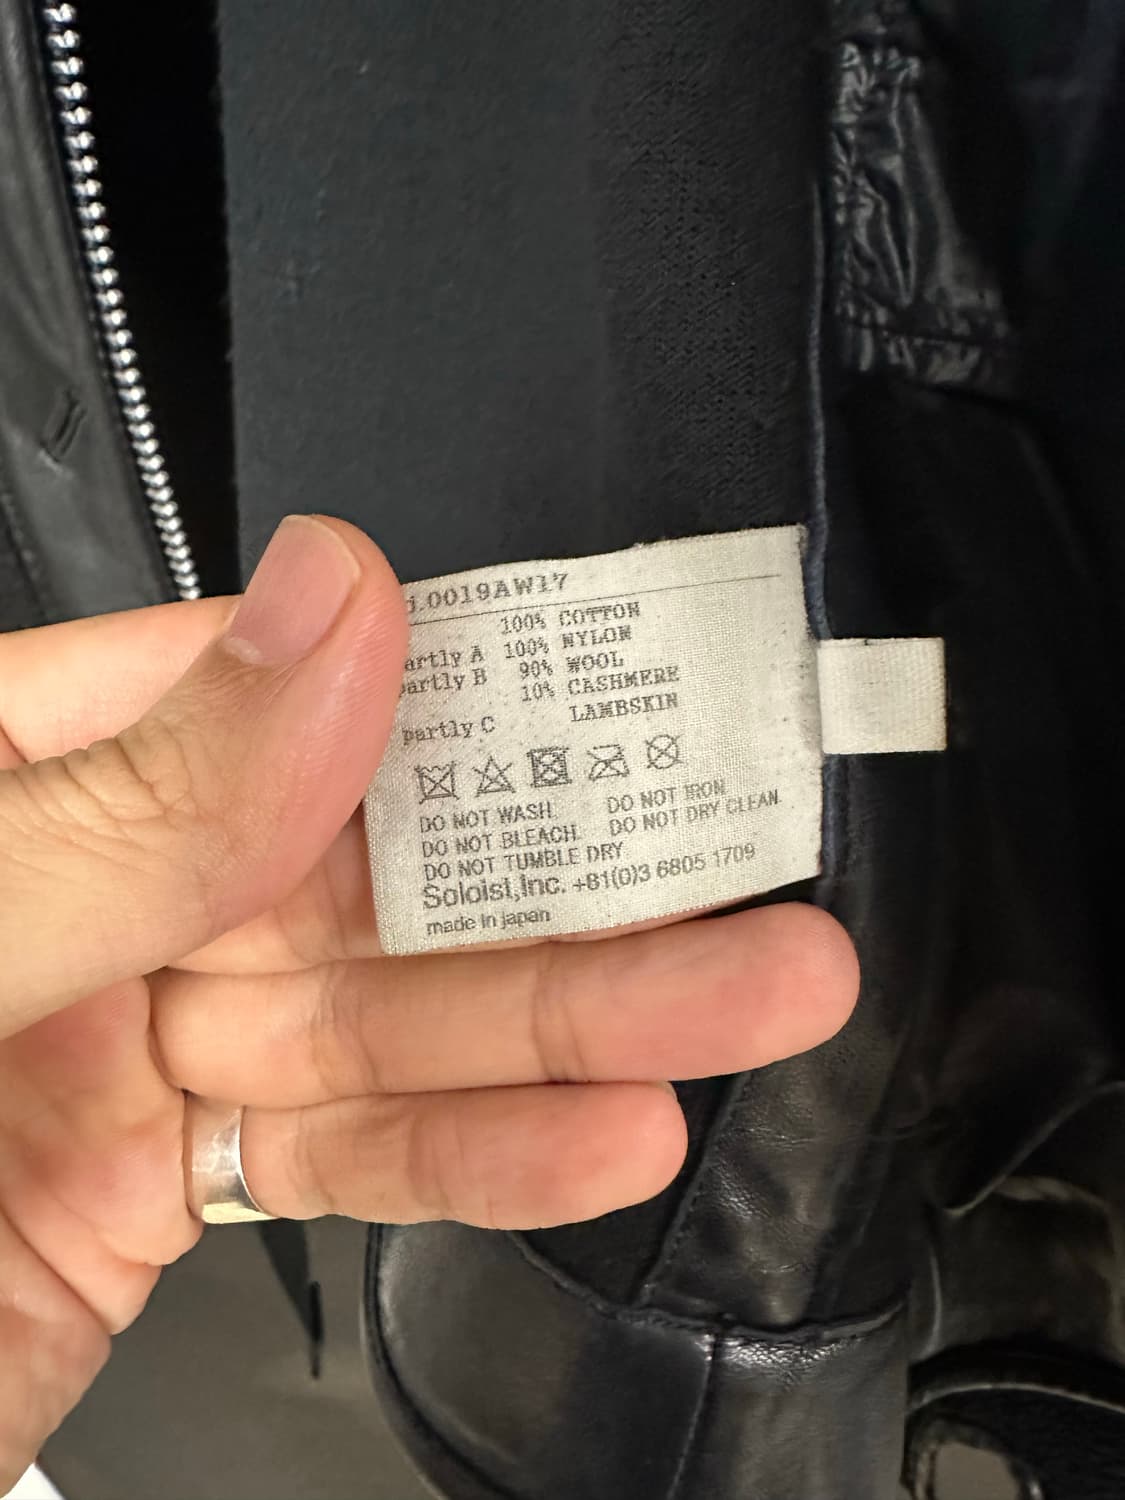 j.0019AW17
100% COTTON
artly A 100% NYLON
artly B 90% WOOL
10% CASHMERE
partly C LAMBSKIN
DO NOT WASH. DO NOT IRON
DO NOT BLEACH. DO NOT DRY CLEAN.
DO NOT TUMBLE DRY
Soloist,Inc. +81(0)3 6805 1709
made in japan